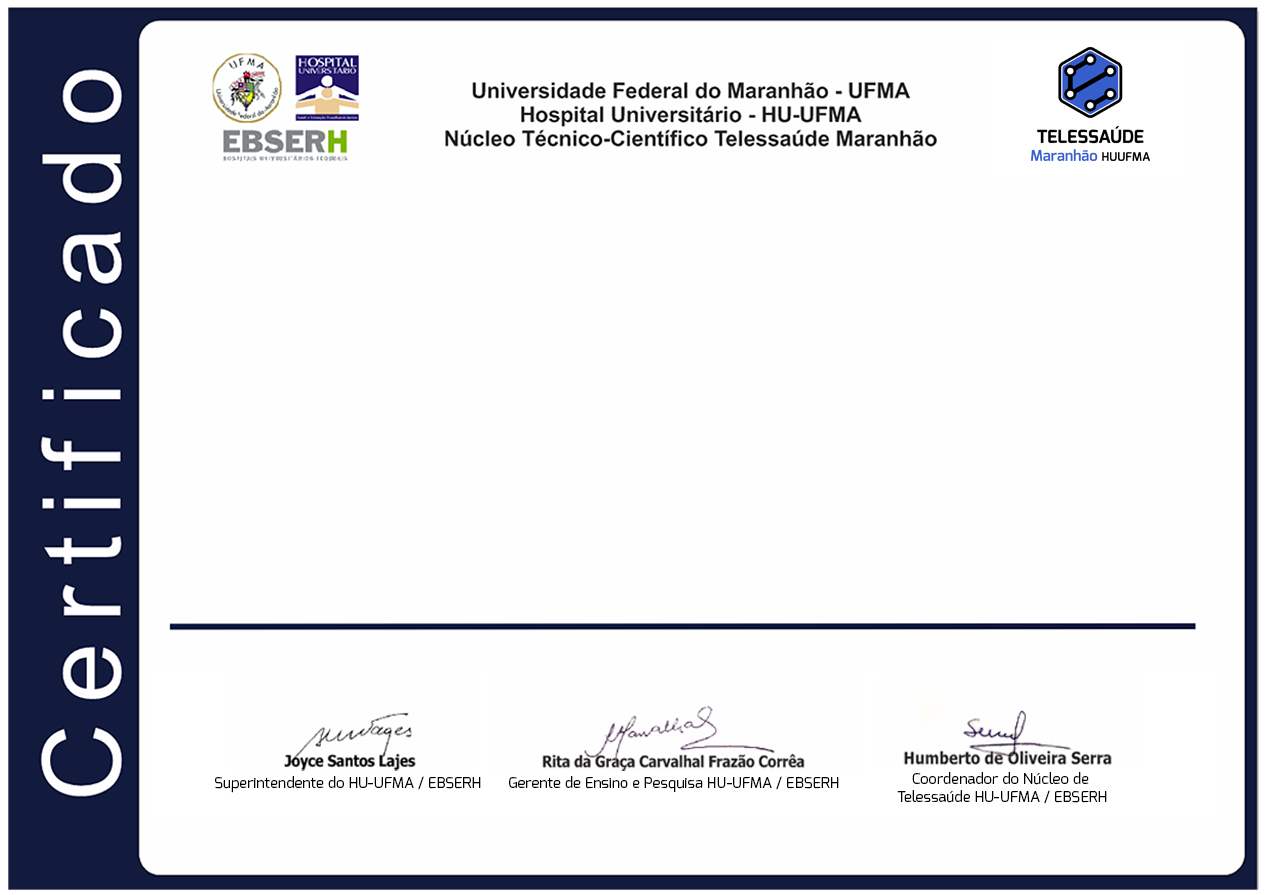 Certificado
UFMA
Universidade Federal do Maranhão
HOSPITAL
UNIVERSITÁRIO
EBSERH
HOSPITAIS UNIVERSITÁRIOS FEDERAIS
Universidade Federal do Maranhão - UFMA
Hospital Universitário - HU-UFMA
Núcleo Técnico-Científico Telessaúde Maranhão
TELESSAÚDE
Maranhão HUUFMA
Joyce Santos Lajes
Superintendente do HU-UFMA / EBSERH
Rita da Graça Carvalhal Frazão Corrêa
Gerente de Ensino e Pesquisa HU-UFMA / EBSERH
Humberto de Oliveira Serra
Coordenador do Núcleo de
Telessaúde HU-UFMA / EBSERH